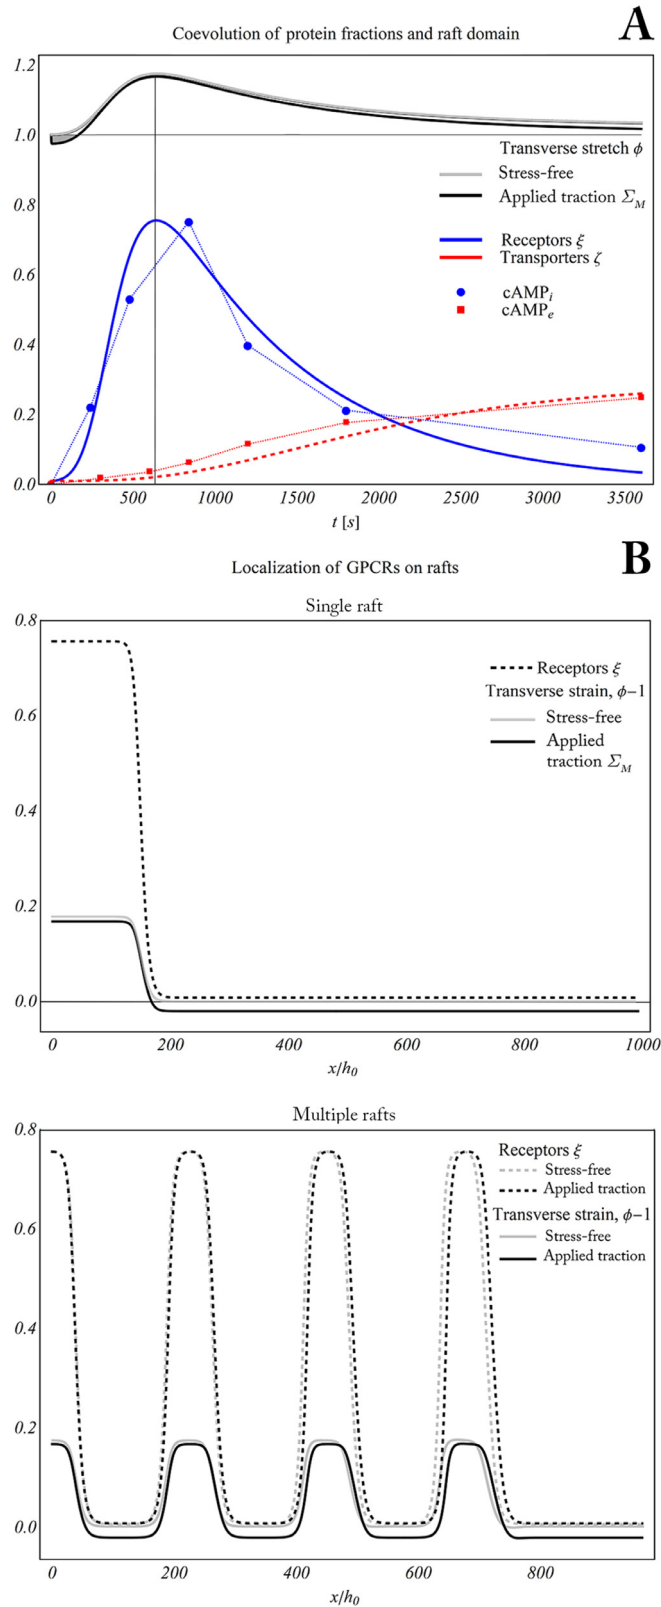 A
Coevolution of protein fractions and raft domain
1.2
1.0
0.8
0.6
0.4
0.2
0.0
Transverse stretch ϕ
Stress-free
Applied traction Σ_M
Receptors ξ
Transporters ζ
cAMP_i
cAMP_e
0 500 1000 1500 2000 2500 3000 3500
t [s]
B
Localization of GPCRs on rafts
Single raft
0.8
0.6
0.4
0.2
0.0
Receptors ξ
Transverse strain, ϕ−1
Stress-free
Applied
traction Σ_M
0 200 400 600 800 1000
x/h_0
Multiple rafts
0.8
0.6
0.4
0.2
0.0
Receptors ξ
Stress-free
Applied traction
Transverse strain, ϕ−1
Stress-free
Applied traction
0 200 400 600 800
x/h_0